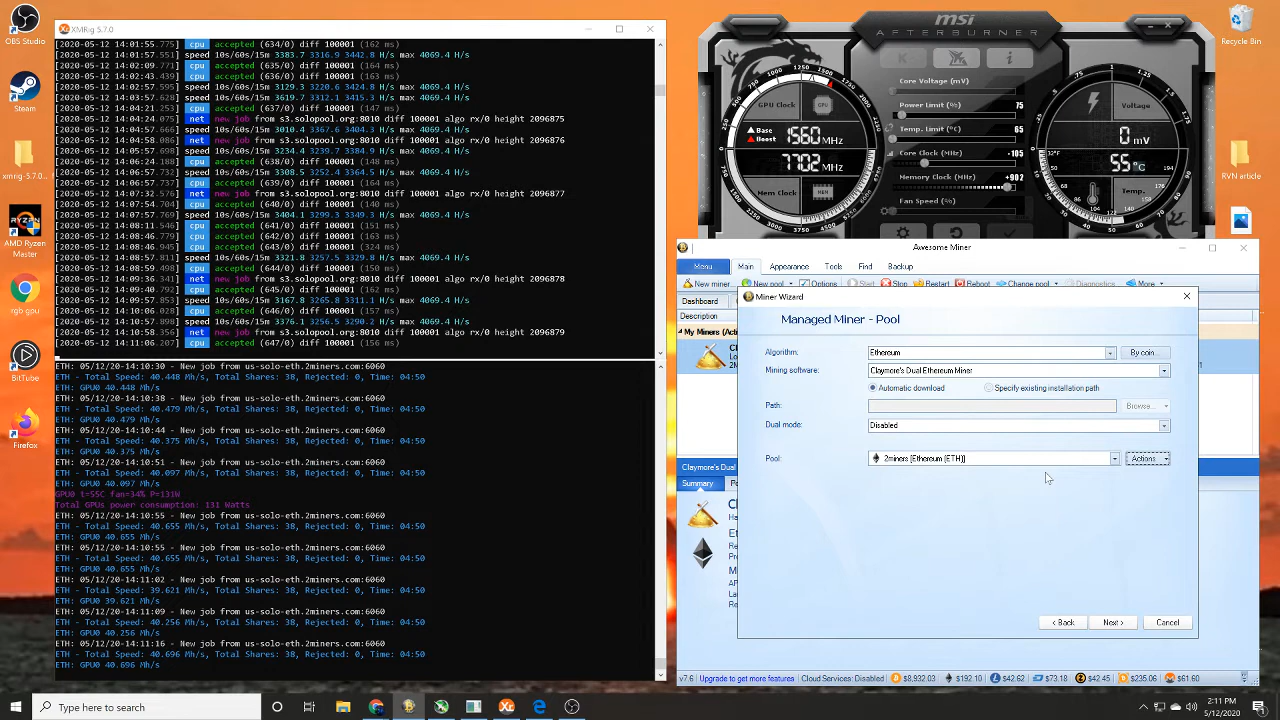 OBS Studio
Steam
xmrig-5.7.0...
AMD Ryzen
Master
rgb gpu
BitTube
Firefox
XMRig 5.7.0
[2020-05-12 14:01:55.775] cpu accepted (634/0) diff 100001 (162 ms)
[2020-05-12 14:01:57.551] speed 10s/60s/15m 3383.7 3316.9 3442.8 H/s max 4069.4 H/s
[2020-05-12 14:02:09.771] cpu accepted (635/0) diff 100001 (164 ms)
[2020-05-12 14:02:43.439] cpu accepted (636/0) diff 100001 (163 ms)
[2020-05-12 14:02:57.595] speed 10s/60s/15m 3129.3 3220.6 3424.8 H/s max 4069.4 H/s
[2020-05-12 14:03:57.628] speed 10s/60s/15m 3619.7 3312.1 3415.3 H/s max 4069.4 H/s
[2020-05-12 14:04:21.253] cpu accepted (637/0) diff 100001 (147 ms)
[2020-05-12 14:04:24.075] net new job from s3.solopool.org:8010 diff 100001 algo rx/0 height 2096875
[2020-05-12 14:04:57.666] speed 10s/60s/15m 3010.4 3367.6 3404.3 H/s max 4069.4 H/s
[2020-05-12 14:04:58.086] net new job from s3.solopool.org:8010 diff 100001 algo rx/0 height 2096876
[2020-05-12 14:05:57.698] speed 10s/60s/15m 3234.4 3239.7 3384.9 H/s max 4069.4 H/s
[2020-05-12 14:06:24.188] cpu accepted (638/0) diff 100001 (148 ms)
[2020-05-12 14:06:57.732] speed 10s/60s/15m 3308.5 3252.4 3364.5 H/s max 4069.4 H/s
[2020-05-12 14:06:57.737] cpu accepted (639/0) diff 100001 (164 ms)
[2020-05-12 14:07:32.576] net new job from s3.solopool.org:8010 diff 100001 algo rx/0 height 2096877
[2020-05-12 14:07:54.704] cpu accepted (640/0) diff 100001 (140 ms)
[2020-05-12 14:07:57.756] speed 10s/60s/15m 3404.1 3299.3 3349.3 H/s max 4069.4 H/s
[2020-05-12 14:08:11.546] cpu accepted (641/0) diff 100001 (151 ms)
[2020-05-12 14:08:46.779] cpu accepted (642/0) diff 100001 (163 ms)
[2020-05-12 14:08:46.945] cpu accepted (643/0) diff 100001 (324 ms)
[2020-05-12 14:08:57.811] speed 10s/60s/15m 3321.8 3257.5 3329.8 H/s max 4069.4 H/s
[2020-05-12 14:08:59.498] cpu accepted (644/0) diff 100001 (150 ms)
[2020-05-12 14:09:36.341] net new job from s3.solopool.org:8010 diff 100001 algo rx/0 height 2096878
[2020-05-12 14:09:40.792] cpu accepted (645/0) diff 100001 (163 ms)
[2020-05-12 14:09:57.853] speed 10s/60s/15m 3167.8 3265.8 3311.1 H/s max 4069.4 H/s
[2020-05-12 14:10:06.028] cpu accepted (646/0) diff 100001 (157 ms)
[2020-05-12 14:10:57.898] speed 10s/60s/15m 3376.1 3256.5 3290.2 H/s max 4069.4 H/s
[2020-05-12 14:10:58.356] net new job from s3.solopool.org:8010 diff 100001 algo rx/0 height 2096879
[2020-05-12 14:11:06.207] cpu accepted (647/0) diff 100001 (156 ms)
ETH: 05/12/20-14:10:30 - New job from us-solo-eth.2miners.com:6060
ETH - Total Speed: 40.448 Mh/s, Total Shares: 38, Rejected: 0, Time: 04:50
ETH: GPU0 40.448 Mh/s
ETH: 05/12/20-14:10:38 - New job from us-solo-eth.2miners.com:6060
ETH - Total Speed: 40.479 Mh/s, Total Shares: 38, Rejected: 0, Time: 04:50
ETH: GPU0 40.479 Mh/s
ETH: 05/12/20-14:10:44 - New job from us-solo-eth.2miners.com:6060
ETH - Total Speed: 40.375 Mh/s, Total Shares: 38, Rejected: 0, Time: 04:50
ETH: GPU0 40.375 Mh/s
ETH: 05/12/20-14:10:51 - New job from us-solo-eth.2miners.com:6060
ETH - Total Speed: 40.097 Mh/s, Total Shares: 38, Rejected: 0, Time: 04:50
ETH: GPU0 40.097 Mh/s
GPU0 t=55C fan=34% P=131W
Total GPUs power consumption: 131 Watts
ETH: 05/12/20-14:10:55 - New job from us-solo-eth.2miners.com:6060
ETH - Total Speed: 40.655 Mh/s, Total Shares: 38, Rejected: 0, Time: 04:50
ETH: GPU0 40.655 Mh/s
ETH: 05/12/20-14:10:55 - New job from us-solo-eth.2miners.com:6060
ETH - Total Speed: 40.655 Mh/s, Total Shares: 38, Rejected: 0, Time: 04:50
ETH: GPU0 40.655 Mh/s
ETH: 05/12/20-14:11:02 - New job from us-solo-eth.2miners.com:6060
ETH - Total Speed: 39.621 Mh/s, Total Shares: 38, Rejected: 0, Time: 04:50
ETH: GPU0 39.621 Mh/s
ETH: 05/12/20-14:11:09 - New job from us-solo-eth.2miners.com:6060
ETH - Total Speed: 40.256 Mh/s, Total Shares: 38, Rejected: 0, Time: 04:50
ETH: GPU0 40.256 Mh/s
ETH: 05/12/20-14:11:16 - New job from us-solo-eth.2miners.com:6060
ETH - Total Speed: 40.696 Mh/s, Total Shares: 38, Rejected: 0, Time: 04:50
ETH: GPU0 40.696 Mh/s
msi
AFTERBURNER
K
i
GPU Clock
GPU
Base
Boost
1560 MHz
7702 MHz
Mem Clock
MEM
Core Voltage (mV)
Power Limit (%) 75
Temp. Limit (°C) 65
Core Clock (MHz) -105
Memory Clock (MHz) +902
Fan Speed (%)
Voltage
0 mV
55 °C
Temp.
Recycle Bin
RVN article
Awesome Miner
Menu Main Appearance Tools Find Backup
New miner New pool Options Start Stop Restart Reboot Change pool Diagnostics More
Dashboard
Description
My Miners (Acti
Claymore's Dual
Summary
Miner Wizard
Managed Miner - Pool
Algorithm: Ethereum By coin...
Mining software: Claymore's Dual Ethereum Miner
Automatic download Specify existing installation path
Path: Browse...
Dual mode: Disabled
Pool: 2miners [Ethereum (ETH)] Actions
< Back Next > Cancel
v7.6 Upgrade to get more features Cloud Services: Disabled $8,932.03 $192.10 $42.62 $73.18 $42.45 $235.06 $61.60
Type here to search
2:11 PM
5/12/2020